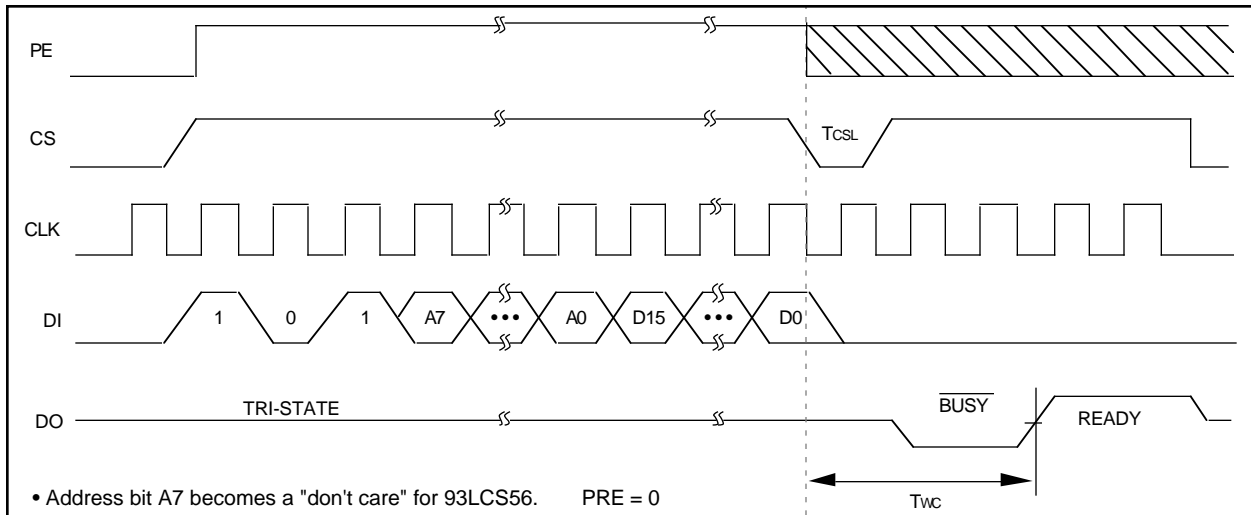 PE
CS
TCSL
CLK
DI
1 0 1 A7 ••• A0 D15 ••• D0
DO
TRI-STATE
BUSY
READY
TWC
• Address bit A7 becomes a "don't care" for 93LCS56. PRE = 0